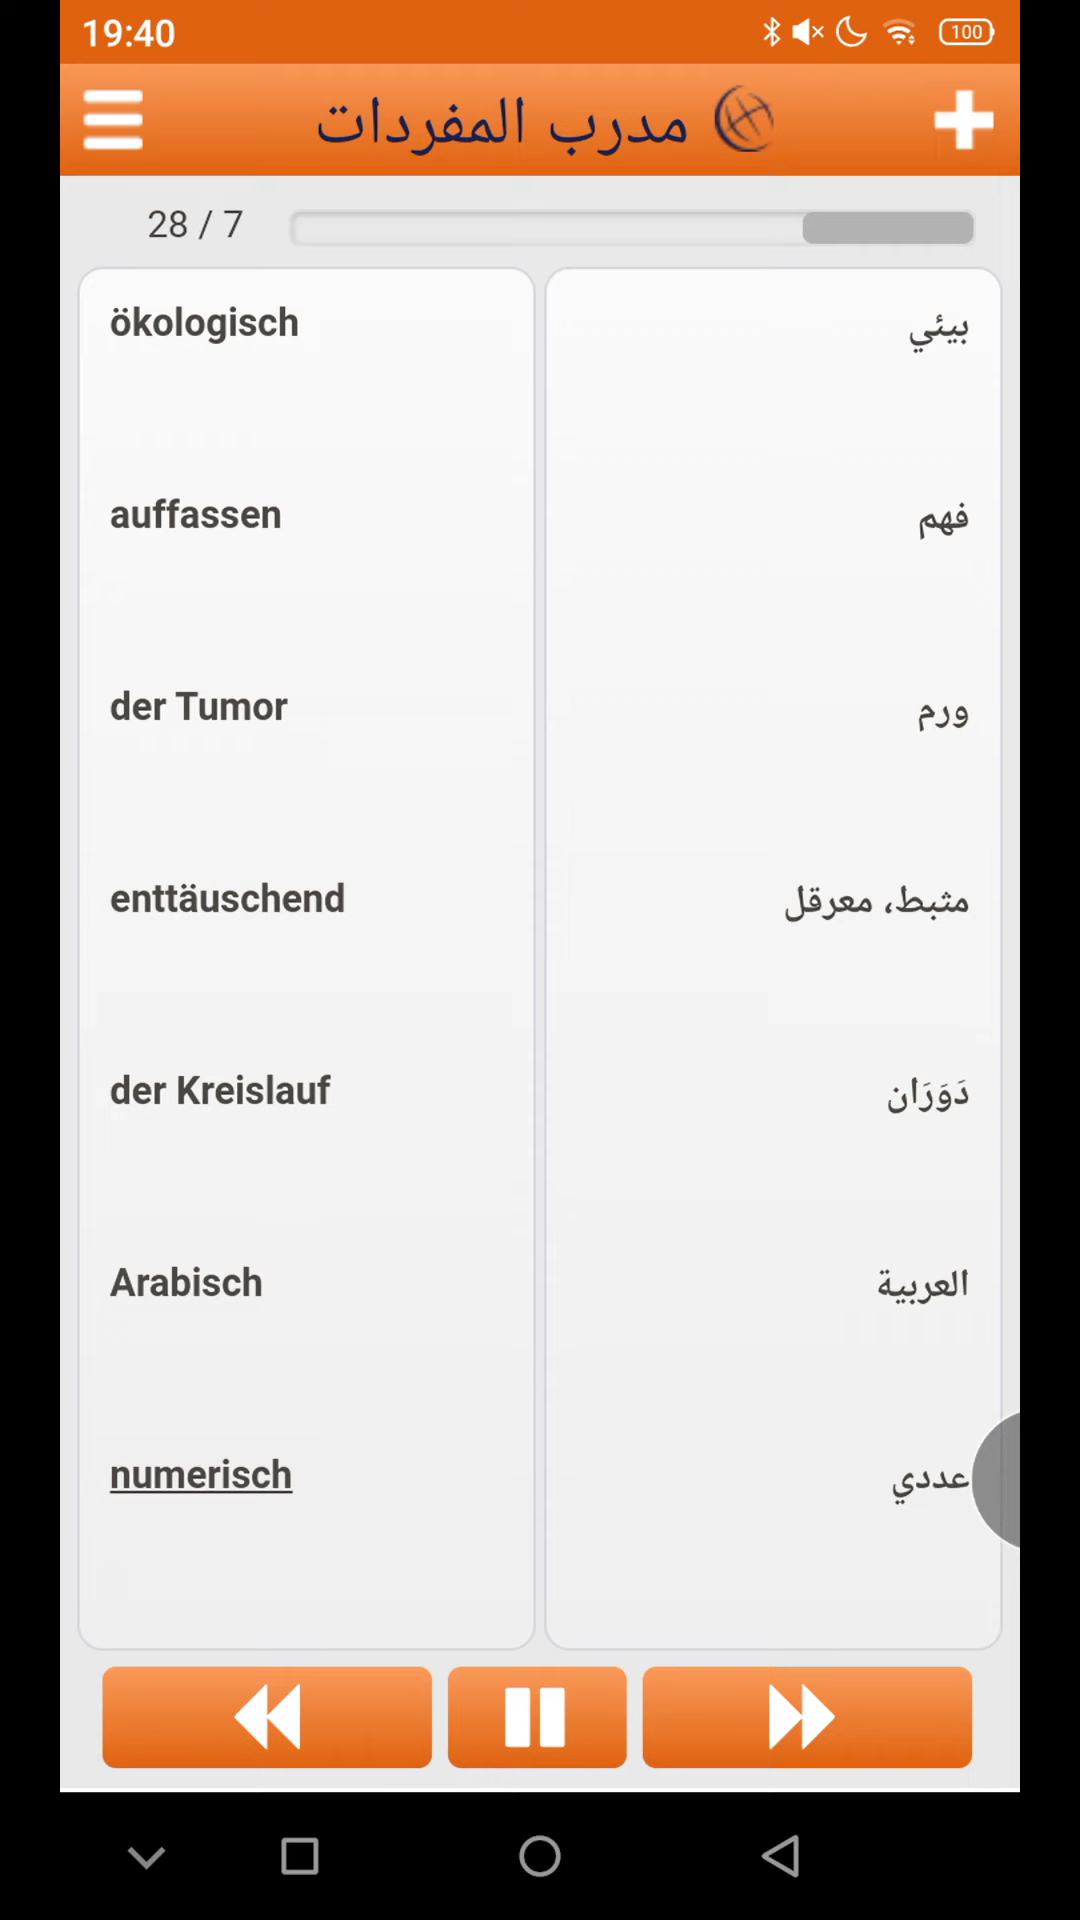 19:40
100
مدرب المفردات
28 / 7
ökologisch
بيئي
auffassen
فهم
der Tumor
ورم
enttäuschend
مثبط، معرقل
der Kreislauf
دَوَرَان
Arabisch
العربية
numerisch
عددي